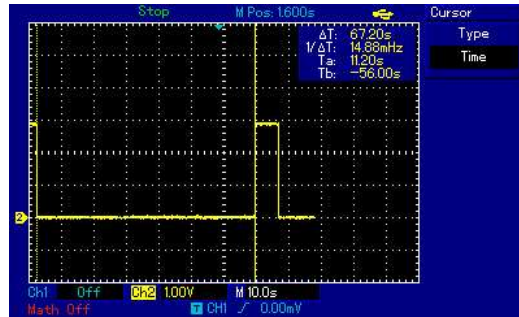 Stop M Pos: 1.600s Cursor
ΔT: 67.20s Type
1/ΔT: 14.88mHz
Ta: 11.20s Time
Tb: -56.00s
2
Ch1 Off Ch2 1.00V M 10.0s
Math Off T CH1 0.00mV